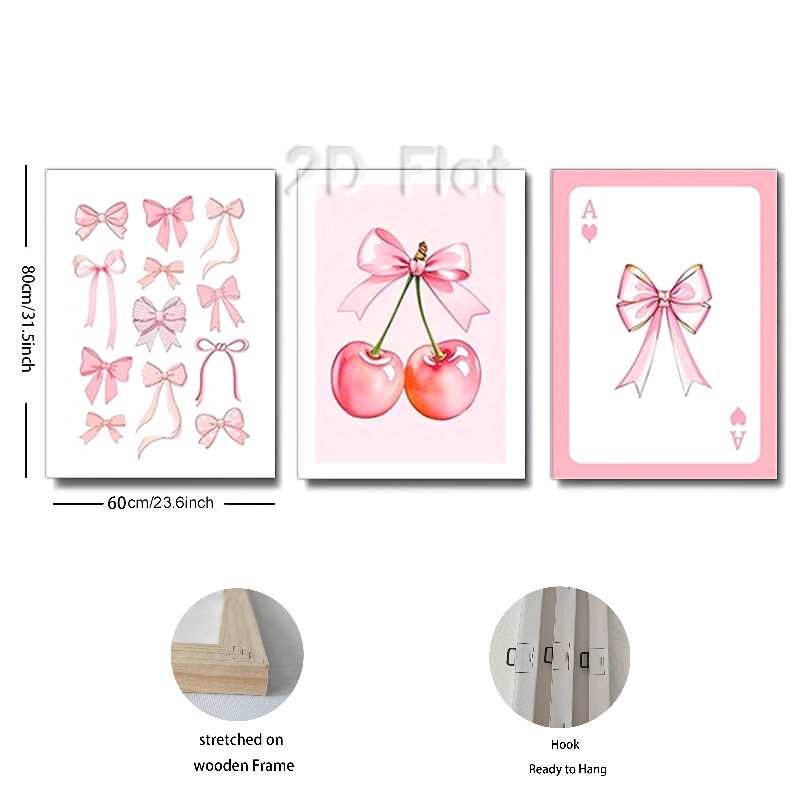 2D Flat
A
80cm/31.5inch
A
60cm/23.6inch
stretched on
wooden Frame
Hook
Ready to Hang